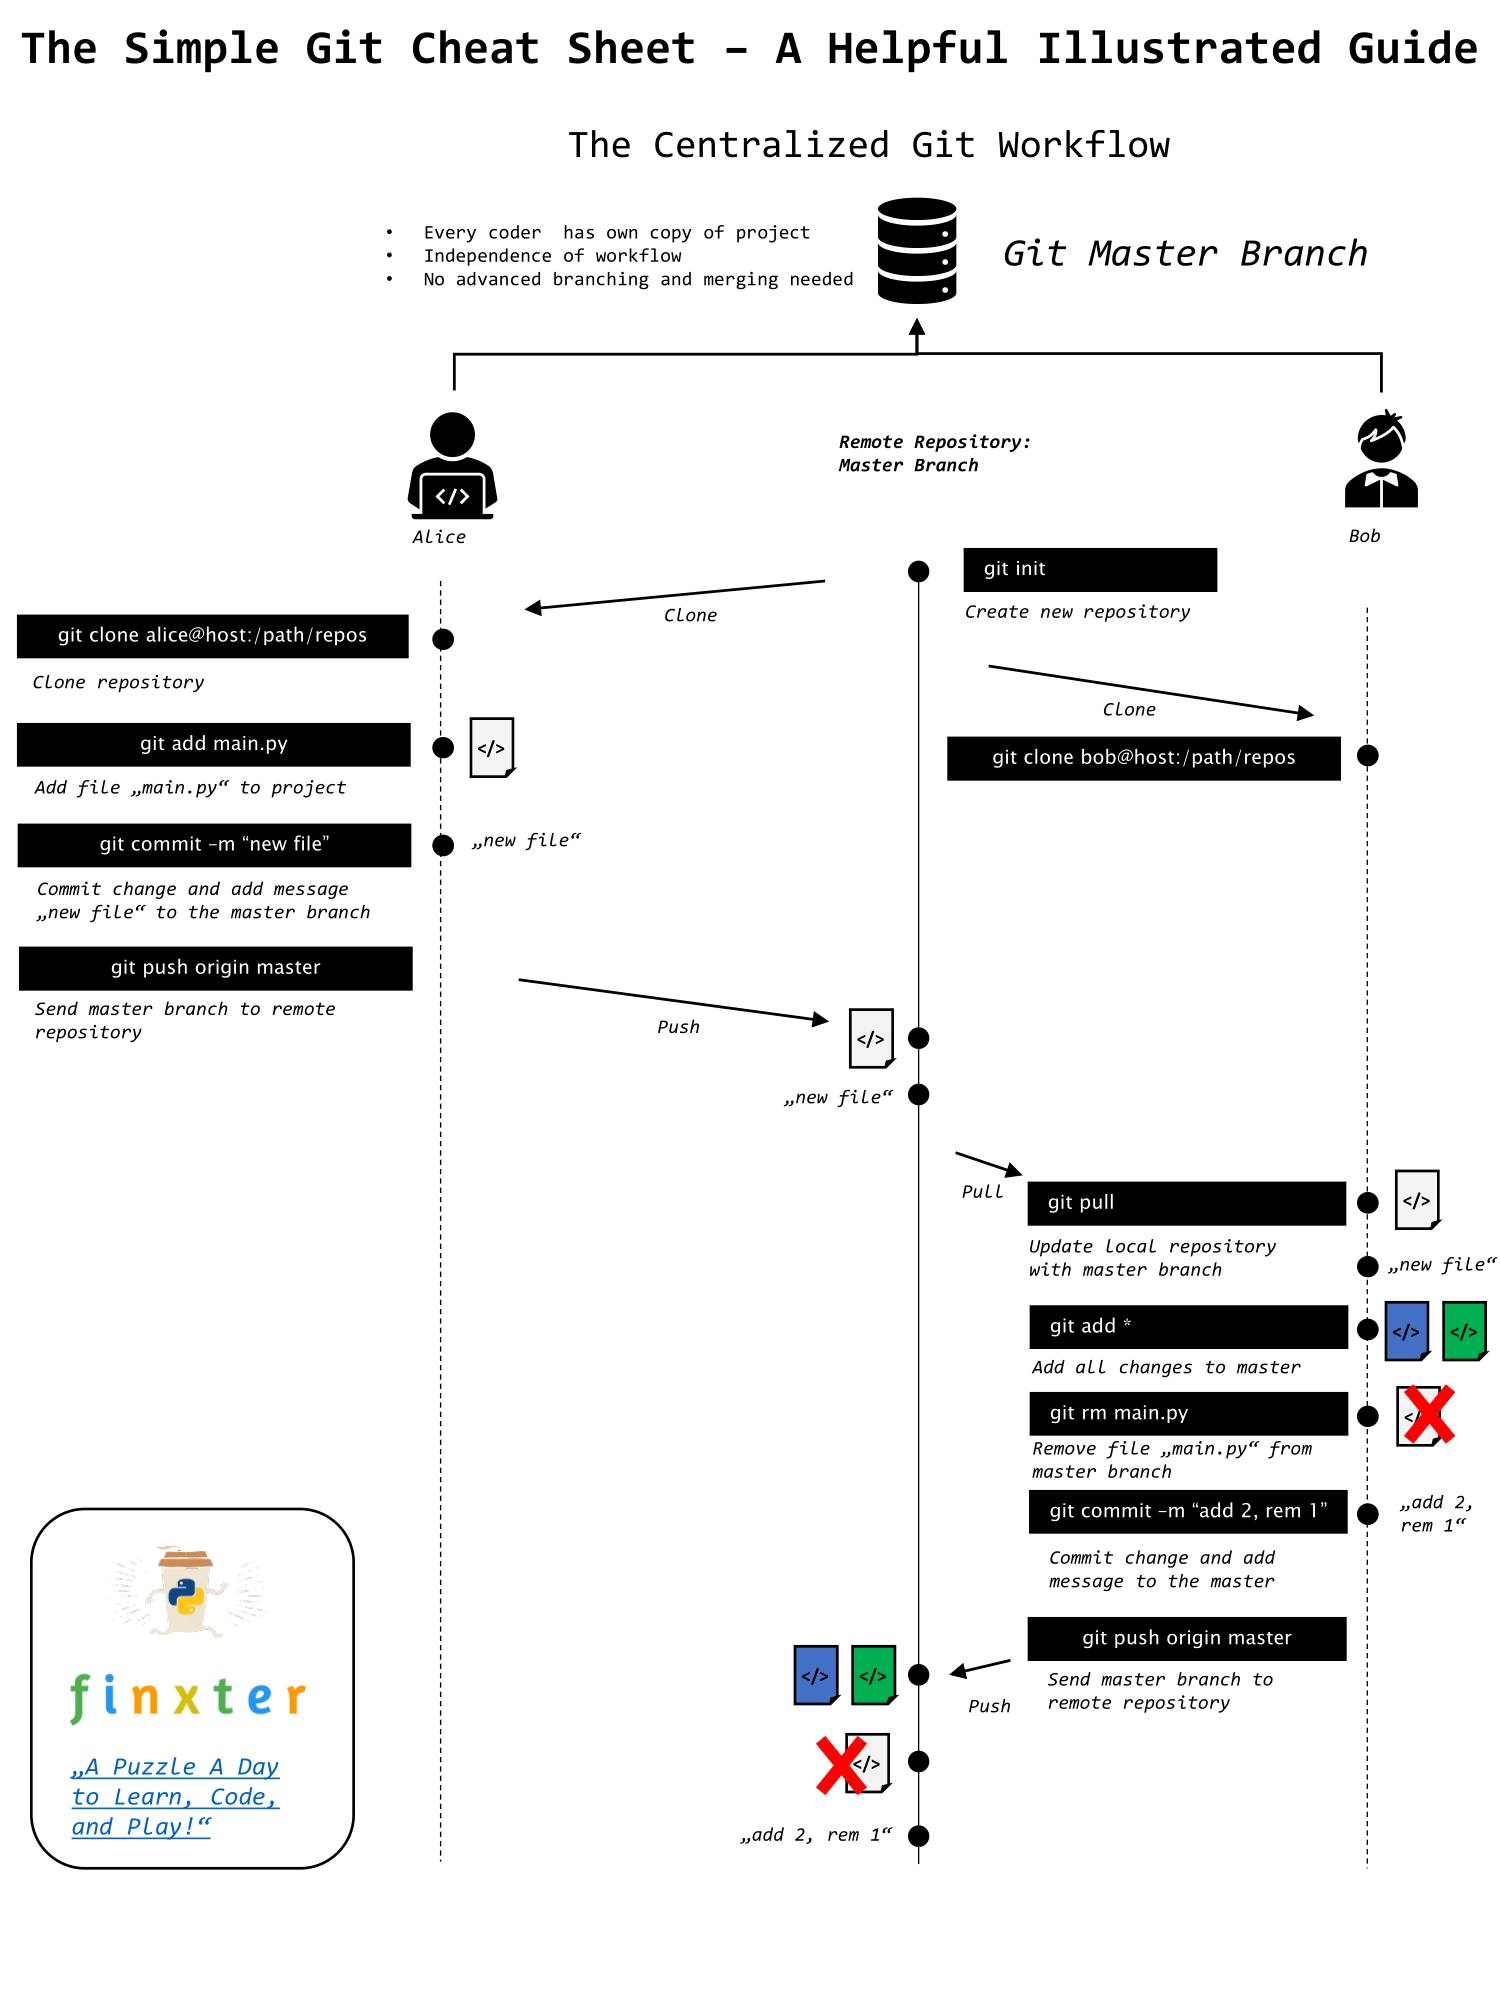 The Simple Git Cheat Sheet – A Helpful Illustrated Guide
The Centralized Git Workflow
• Every coder  has own copy of project
• Independence of workflow
• No advanced branching and merging needed
Git Master Branch
Remote Repository:
Master Branch
Alice
Bob
git init
Create new repository
Clone
git clone alice@host:/path/repos
Clone repository
Clone
git clone bob@host:/path/repos
git add main.py
</>
Add file „main.py“ to project
git commit –m “new file”
„new file“
Commit change and add message
„new file“ to the master branch
git push origin master
Send master branch to remote
repository
Push
</>
„new file“
Pull
git pull
</>
Update local repository
with master branch
„new file“
git add *
</> </>
Add all changes to master
git rm main.py
Remove file „main.py“ from
master branch
git commit –m “add 2, rem 1”
„add 2,
rem 1“
Commit change and add
message to the master
git push origin master
Send master branch to
remote repository
Push
</> </>
</>
„add 2, rem 1“
finxter
„A Puzzle A Day
to Learn, Code,
and Play!“